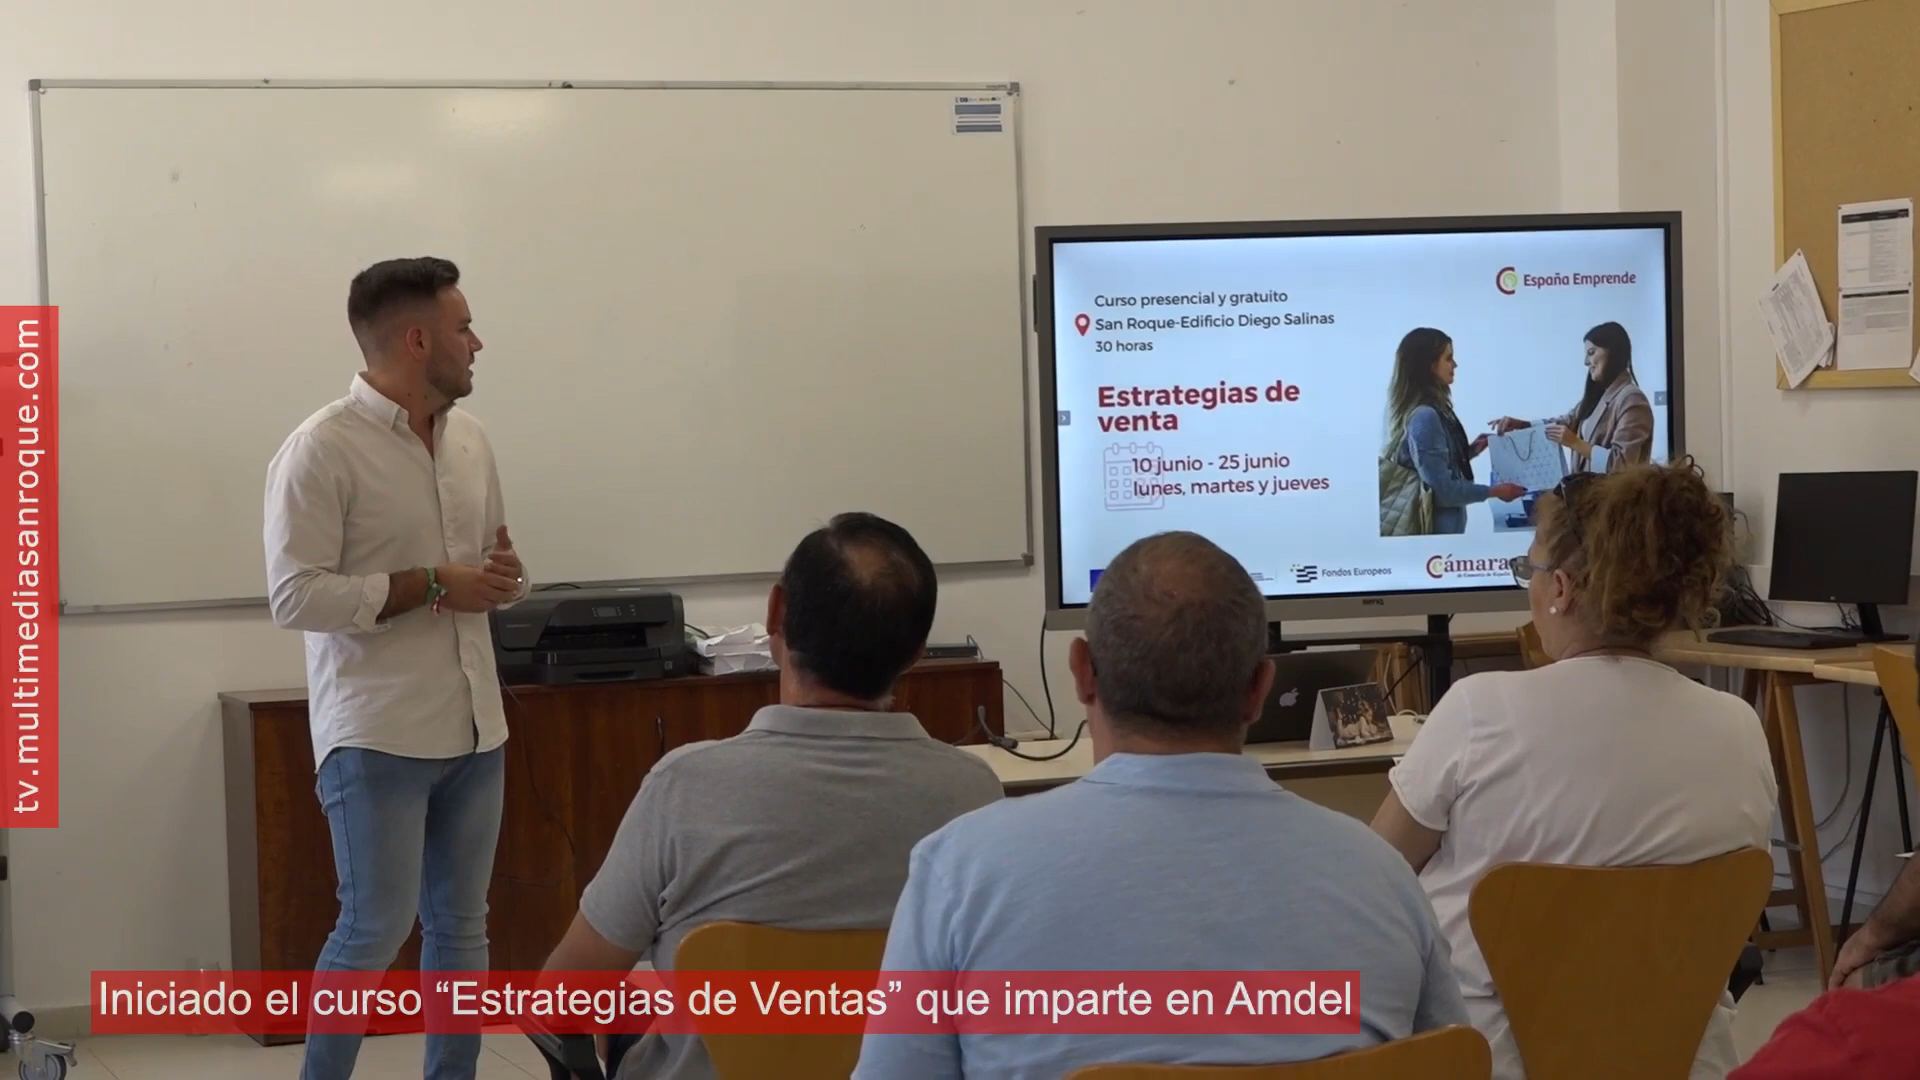 España Emprende
Curso presencial y gratuito
San Roque-Edificio Diego Salinas
30 horas
Estrategias de
venta
10 junio - 25 junio
lunes, martes y jueves
Fondos Europeos
Cámara
BenQ
tv.multimediasanroque.com
Iniciado el curso “Estrategias de Ventas” que imparte en Amdel